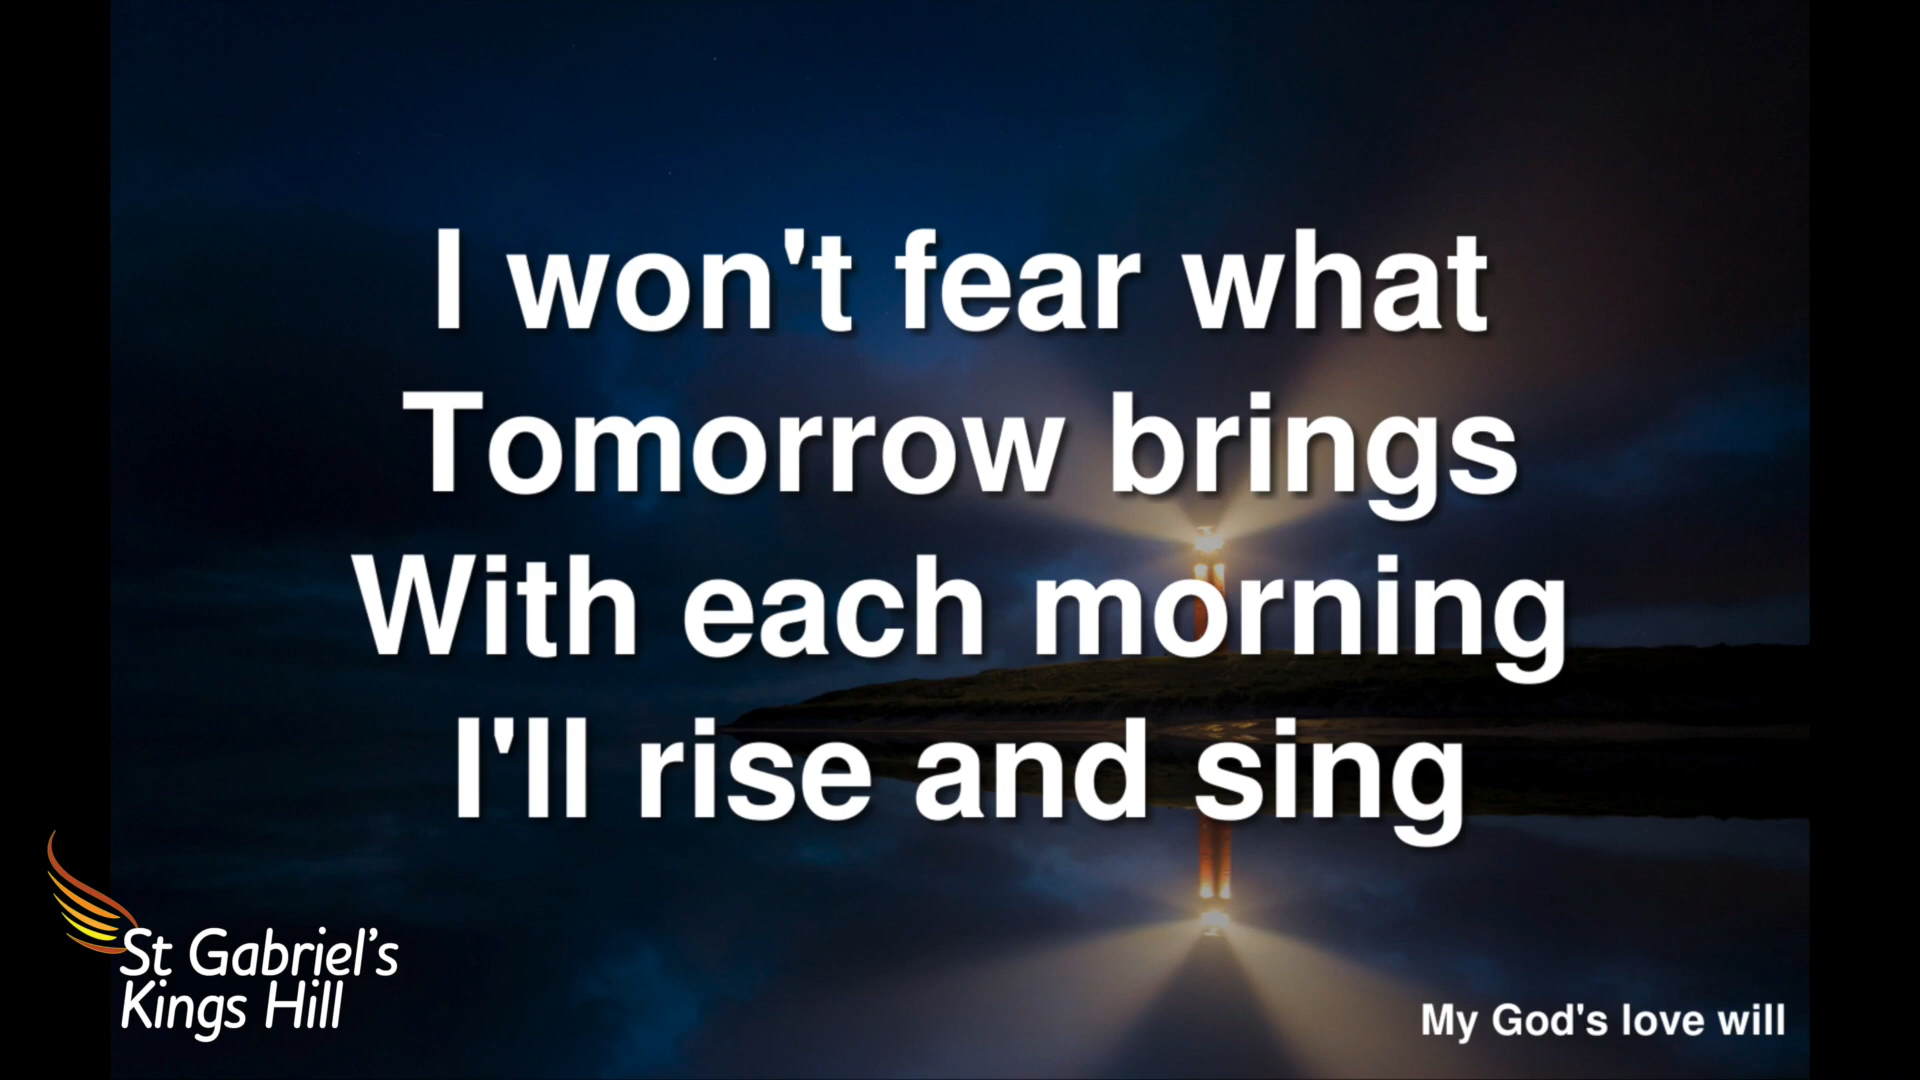 I won't fear what
Tomorrow brings
With each morning
I'll rise and sing
St Gabriel's
Kings Hill
My God's love will